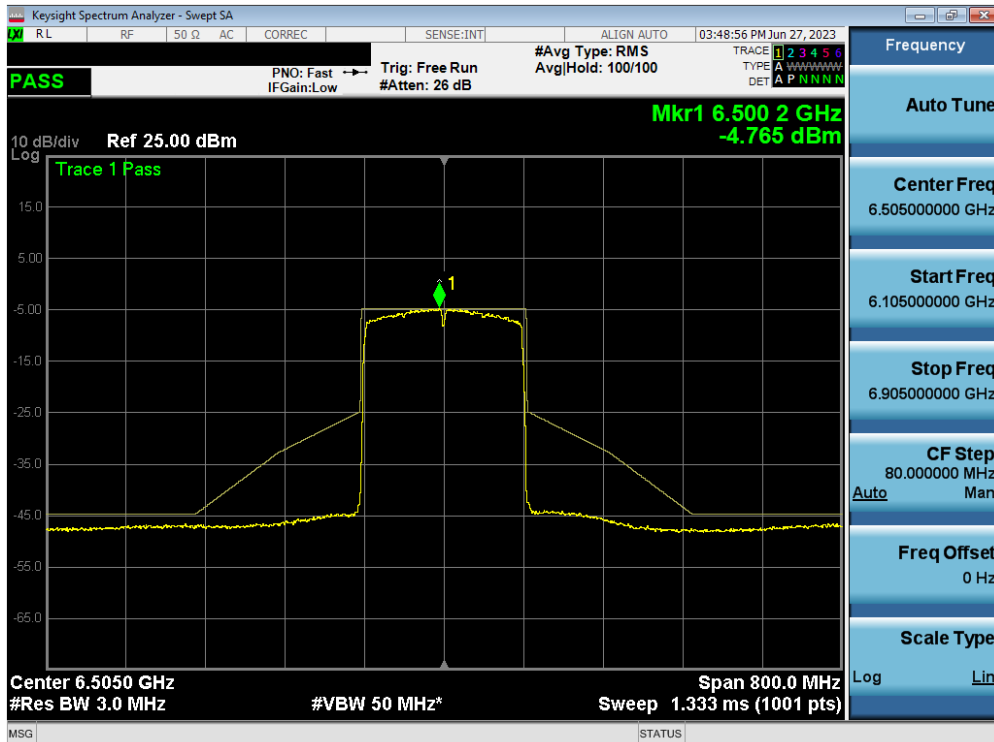 Keysight Spectrum Analyzer - Swept SA
LXI RL RF 50 Ω AC CORREC SENSE:INT ALIGN AUTO 03:48:56 PM Jun 27, 2023
PASS
PNO: Fast
IFGain:Low
Trig: Free Run
#Atten: 26 dB
#Avg Type: RMS
Avg|Hold: 100/100
TRACE 1 2 3 4 5 6
TYPE A WWWWW
DET A P N N N N
Mkr1 6.500 2 GHz
-4.765 dBm
10 dB/div Ref 25.00 dBm
Log
Trace 1 Pass
15.0
5.00
1
-5.00
-15.0
-25.0
-35.0
-45.0
-55.0
-65.0
Center 6.5050 GHz Span 800.0 MHz
#Res BW 3.0 MHz #VBW 50 MHz* Sweep 1.333 ms (1001 pts)
MSG STATUS
Frequency
Auto Tune
Center Freq
6.505000000 GHz
Start Freq
6.105000000 GHz
Stop Freq
6.905000000 GHz
CF Step
80.000000 MHz
Auto Man
Freq Offset
0 Hz
Scale Type
Log Lin